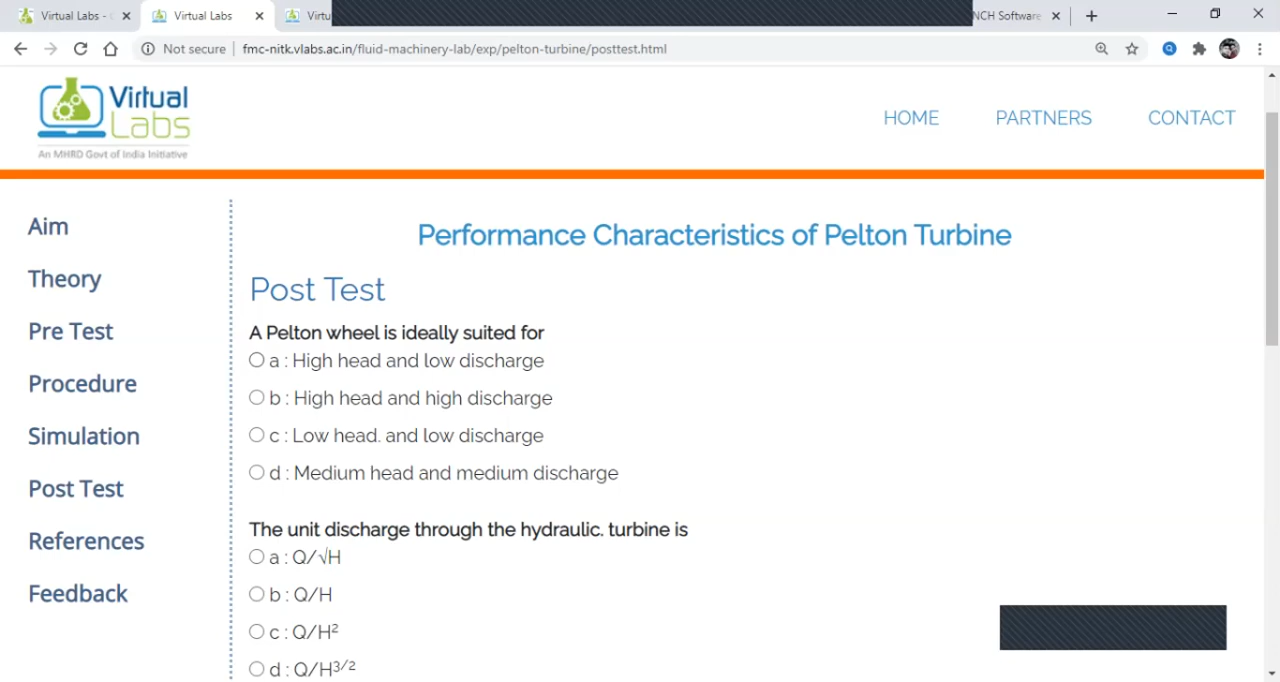 Virtual Labs -
Virtual Labs
Virtu
NCH Software
Not secure | fmc-nitk.vlabs.ac.in/fluid-machinery-lab/exp/pelton-turbine/posttest.html
Virtual
Labs
An MHRD Govt of India Initiative
HOME PARTNERS CONTACT
Aim
Theory
Pre Test
Procedure
Simulation
Post Test
References
Feedback
Performance Characteristics of Pelton Turbine
Post Test
A Pelton wheel is ideally suited for
a : High head and low discharge
b : High head and high discharge
c : Low head. and low discharge
d : Medium head and medium discharge
The unit discharge through the hydraulic. turbine is
a : Q/√H
b : Q/H
c : Q/H²
d : Q/H³/²